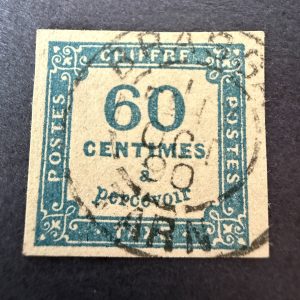 CHIFFRE
POSTES
60
CENTIMES
à
percevoir
POSTES
TAXE